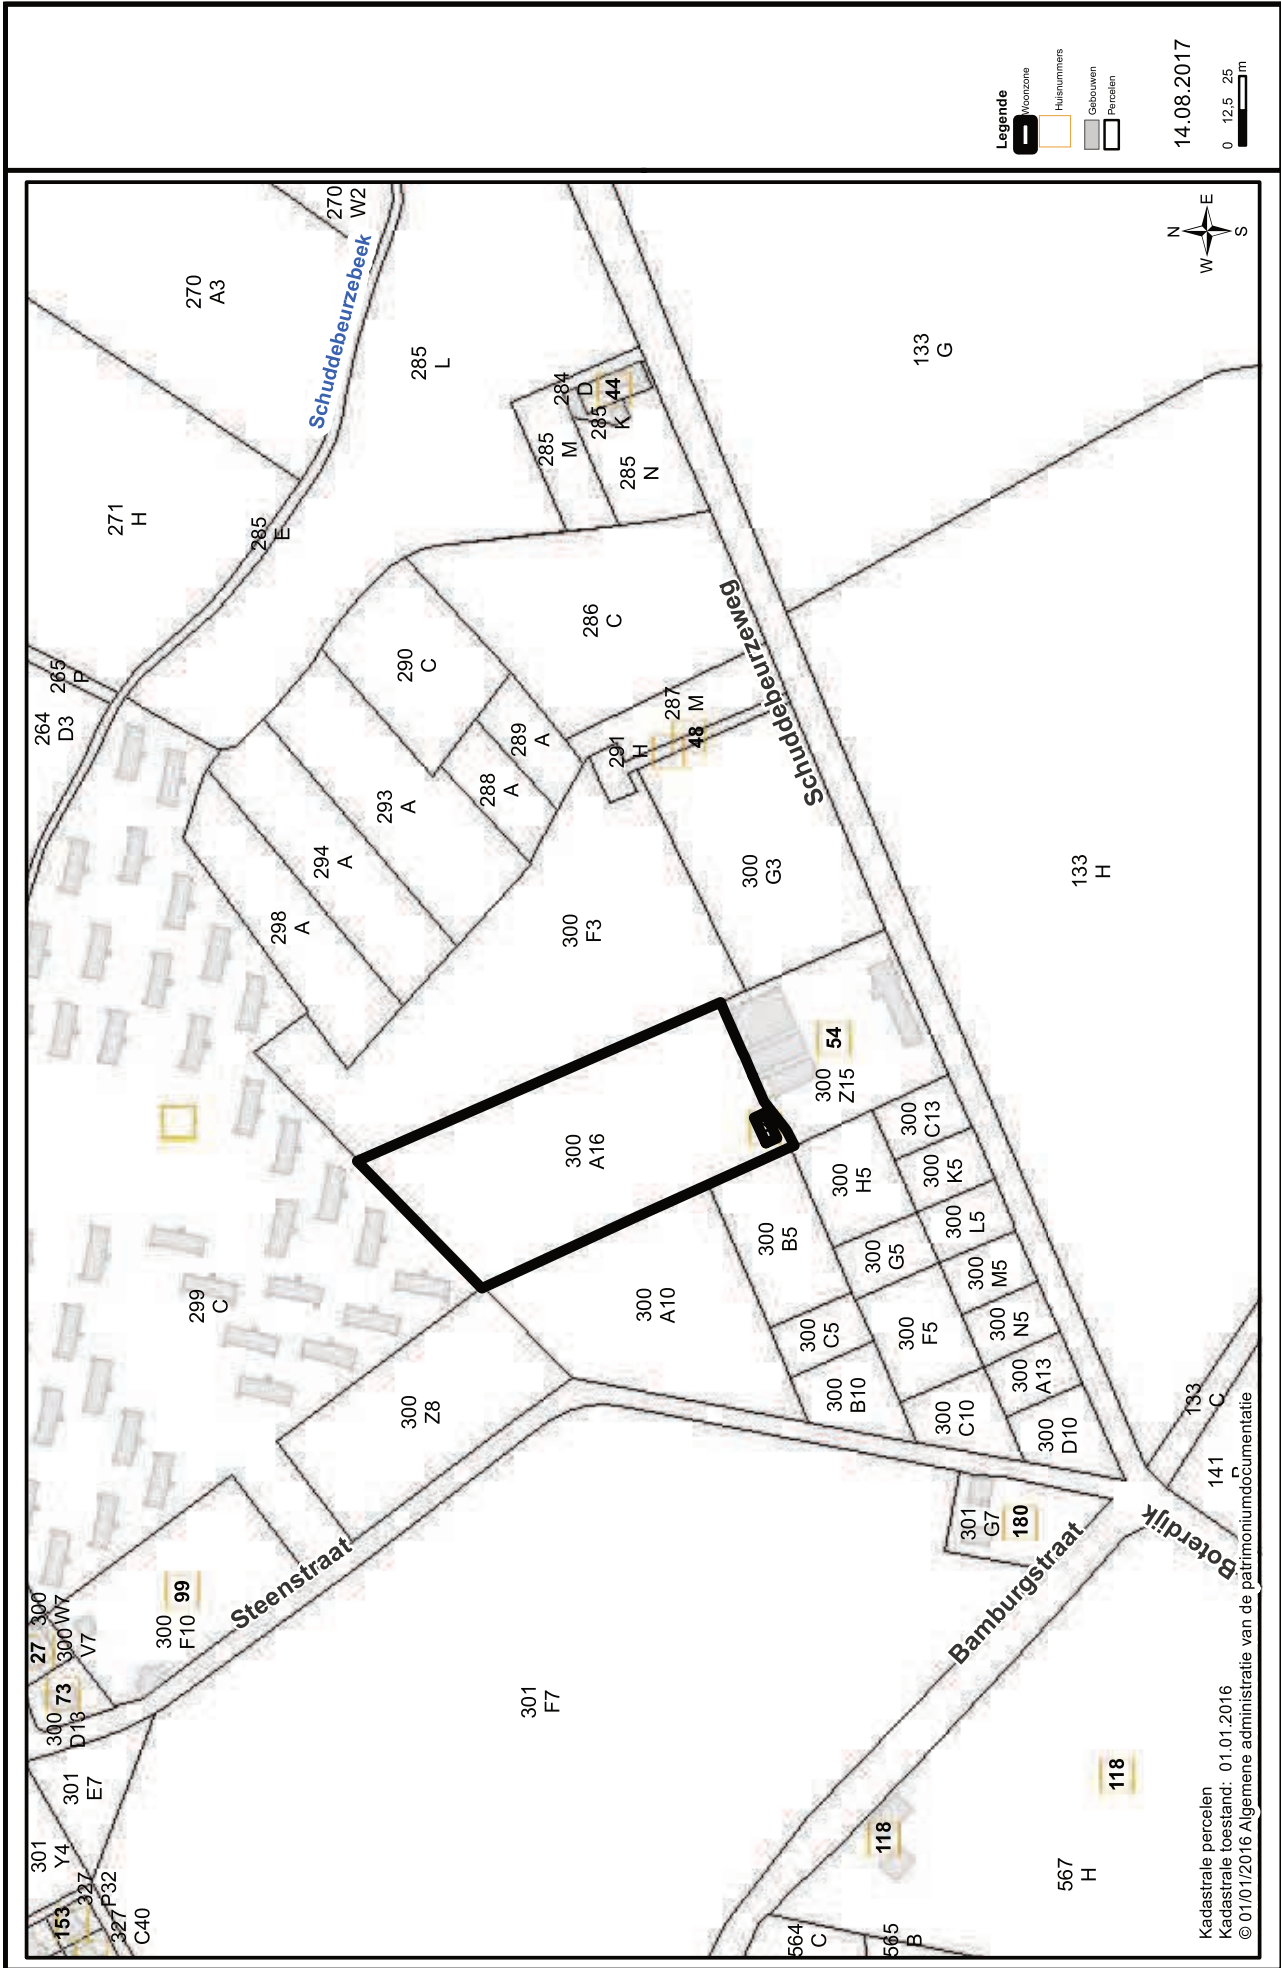 Legende
Woonzone
Huisnummers
Gebouwen
Percelen
14.08.2017
0 12,5 25
m
N
W E
S
270
W2
270
A3
Schuddebeurzebeek
285
L
271
H
285
E
265
P
264
D3
284
D
44
285
K
285
M
285
N
133
G
286
C
Schuddebeurzeweg
290
C
289
A
288
A
287
M
48
291
H
293
A
294
A
298
A
300
F3
300
G3
133
H
54
300
Z15
300
A16
300
C13
300
K5
300
H5
300
L5
300
G5
300
M5
300
B5
300
N5
300
F5
300
A13
300
C5
300
D10
300
C10
300
B10
300
A10
299
C
300
Z8
133
C
141
301
G7
180
Boterdijk
Bamburgstraat
Steenstraat
99
300
F10
300
W7
27
300
V7
73
300
D13
301
F7
301
E7
301
Y4
327
P32
153
327
C40
118
118
567
H
564
C
565
B
Kadastrale percelen
Kadastrale toestand: 01.01.2016
© 01/01/2016 Algemene administratie van de patrimoniumdocumentatie